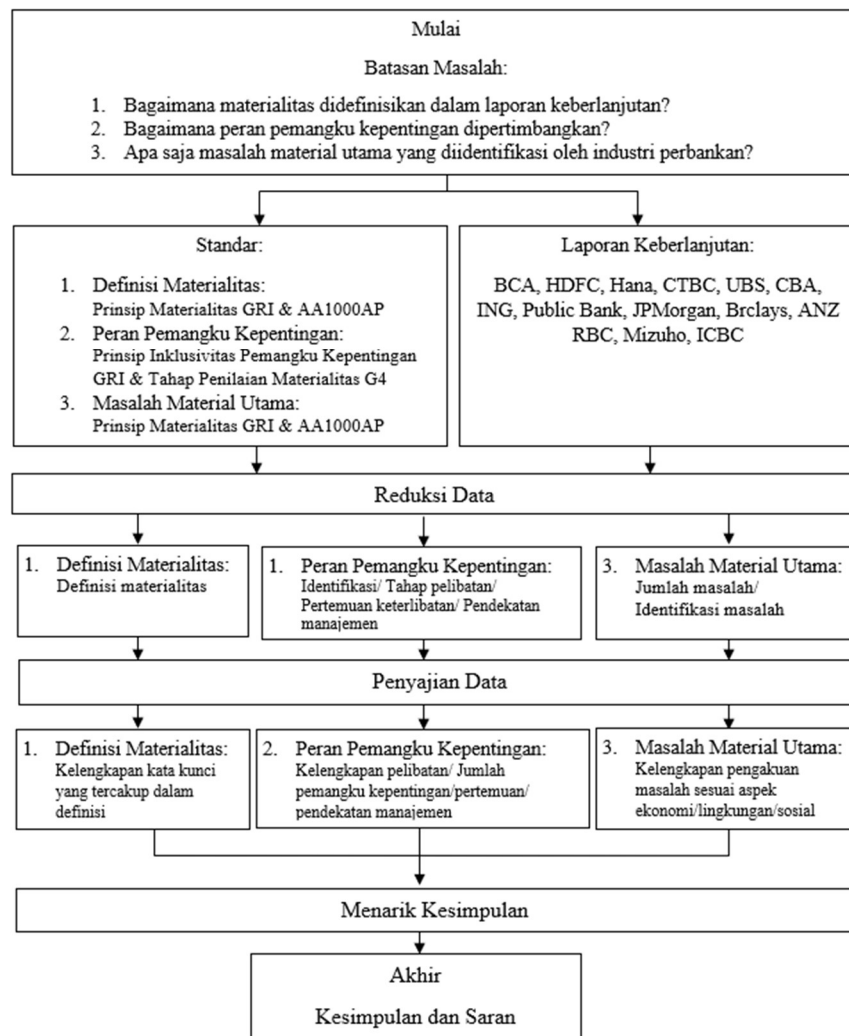 Mulai
Batasan Masalah:
1. Bagaimana materialitas didefinisikan dalam laporan keberlanjutan?
2. Bagaimana peran pemangku kepentingan dipertimbangkan?
3. Apa saja masalah material utama yang diidentifikasi oleh industri perbankan?
Standar:
1. Definisi Materialitas:
Prinsip Materialitas GRI & AA1000AP
2. Peran Pemangku Kepentingan:
Prinsip Inklusivitas Pemangku Kepentingan
GRI & Tahap Penilaian Materialitas G4
3. Masalah Material Utama:
Prinsip Materialitas GRI & AA1000AP
Laporan Keberlanjutan:
BCA, HDFC, Hana, CTBC, UBS, CBA,
ING, Public Bank, JPMorgan, Brclays, ANZ
RBC, Mizuho, ICBC
Reduksi Data
1. Definisi Materialitas:
Definisi materialitas
1. Peran Pemangku Kepentingan:
Identifikasi/ Tahap pelibatan/
Pertemuan keterlibatan/ Pendekatan
manajemen
3. Masalah Material Utama:
Jumlah masalah/
Identifikasi masalah
Penyajian Data
1. Definisi Materialitas:
Kelengkapan kata kunci
yang tercakup dalam
definisi
2. Peran Pemangku Kepentingan:
Kelengkapan pelibatan/ Jumlah
pemangku kepentingan/pertemuan/
pendekatan manajemen
3. Masalah Material Utama:
Kelengkapan pengakuan
masalah sesuai aspek
ekonomi/lingkungan/sosial
Menarik Kesimpulan
Akhir
Kesimpulan dan Saran